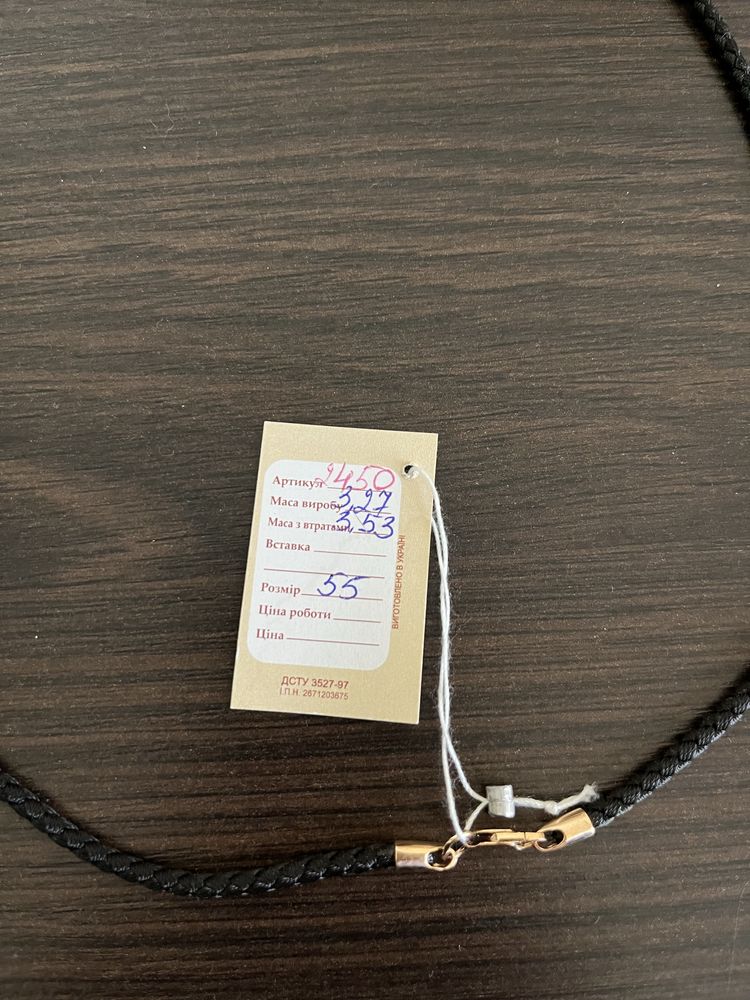 Артикул 2450
Маса виробу 3,27
Маса з втратами 3,53
Вставка
Розмір 55
Ціна роботи
Ціна
ВИГОТОВЛЕНО В УКРАЇНІ
ДСТУ 3527-97
І.П.Н. 2671203675